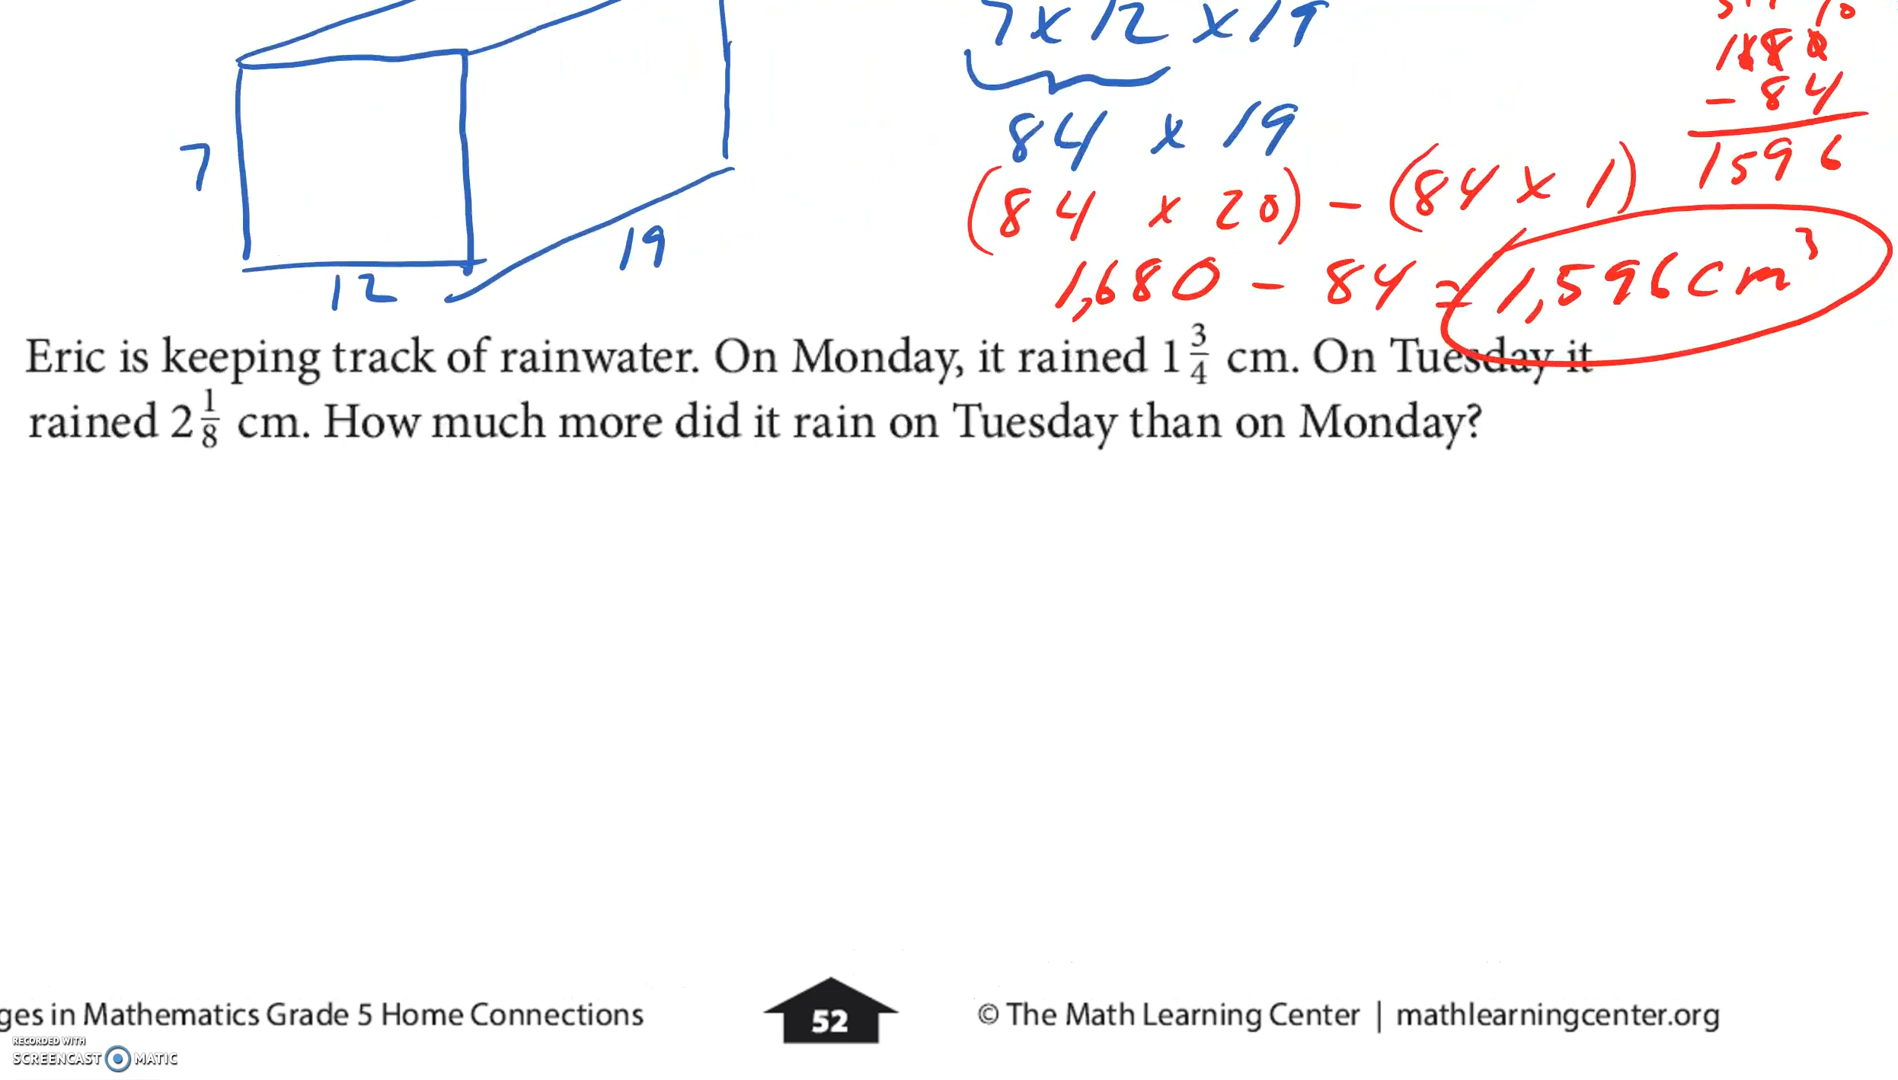 7 x 12 x 19
84 x 19
(84 x 20) - (84 x 1)
1,680 - 84 = 1,596 cm³
- 84
1596
7
12
19
Eric is keeping track of rainwater. On Monday, it rained 1 3/4 cm. On Tuesday it
rained 2 1/8 cm. How much more did it rain on Tuesday than on Monday?
ges in Mathematics Grade 5 Home Connections
52
© The Math Learning Center | mathlearningcenter.org
RECORDED WITH
SCREENCAST MATIC